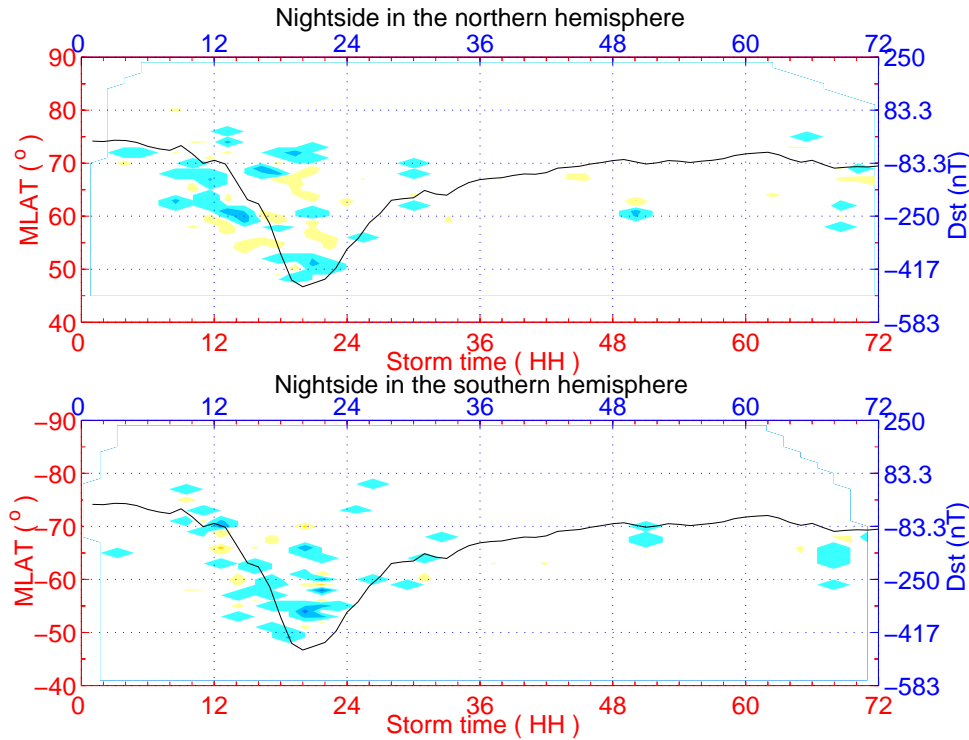 Nightside in the northern hemisphere
0 12 24 36 48 60 72
90 250
80 83.3
70 −83.3
60 −250
50 −417
40 −583
MLAT ( o )
Dst (nT)
0 12 24 36 48 60 72
Storm time ( HH )
Nightside in the southern hemisphere
0 12 24 36 48 60 72
−90 250
−80 83.3
−70 −83.3
−60 −250
−50 −417
−40 −583
MLAT ( o )
Dst (nT)
0 12 24 36 48 60 72
Storm time ( HH )